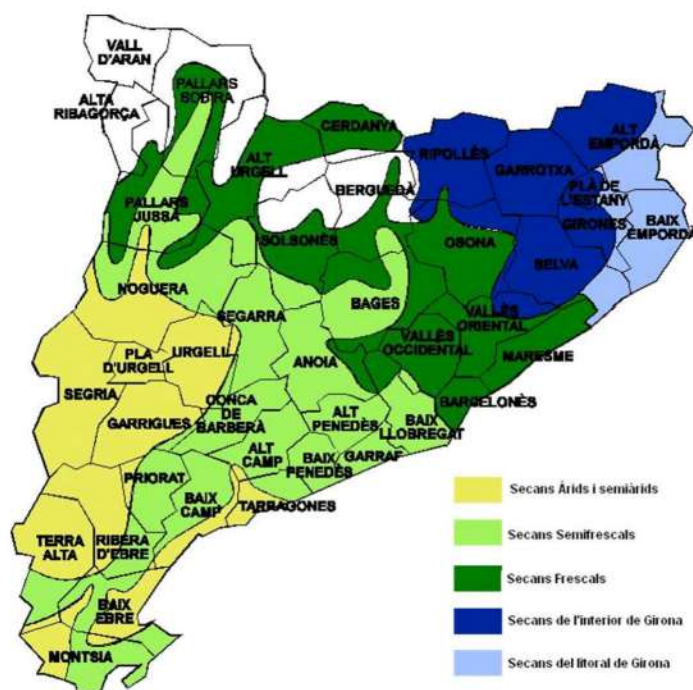 VALL
D'ARAN
PALLARS
SOBIRÀ
ALTA
RIBAGORÇA
CERDANYA
ALT
URGELL
RIPOLLÈS
ALT
EMPORDÀ
GARROTXA
BERGUEDÀ
PLA DE
L'ESTANY
PALLARS
JUSSÀ
GIRONES
BAIX
EMPORDÀ
SOLSONÈS
OSONA
SELVA
NOGUERA
BAGES
SEGARRA
VALLÈS
ORIENTAL
VALLÈS
OCCIDENTAL
MARESME
URGELL
PLA
D'URGELL
ANOIA
SEGRIA
BARCELONÈS
CONCA
DE
BARBERÀ
GARRIGUES
ALT
PENEDÈS
BAIX
LLOBREGAT
ALT
CAMP
BAIX
PENEDÈS
GARRAF
PRIORAT
BAIX
CAMP
TARRAGONES
TERRA
ALTA
RIBERA
D'EBRE
BAIX
EBRE
MONTSIA
Secans Àrids i semiàrids
Secans Semifrescals
Secans Frescals
Secans de l'interior de Girona
Secans del litoral de Girona